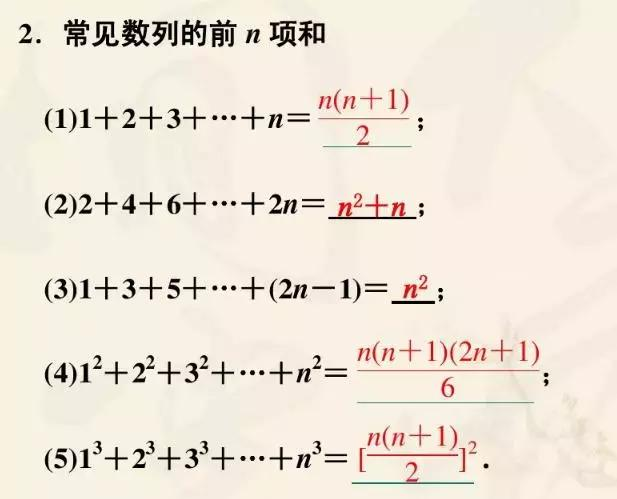 2. 常见数列的前 n 项和
(1)1+2+3+…+n= n(n+1)/2 ;
(2)2+4+6+…+2n= n²+n ;
(3)1+3+5+…+(2n-1)= n² ;
(4)1²+2²+3²+…+n²= n(n+1)(2n+1)/6 ;
(5)1³+2³+3³+…+n³= [n(n+1)/2]² .